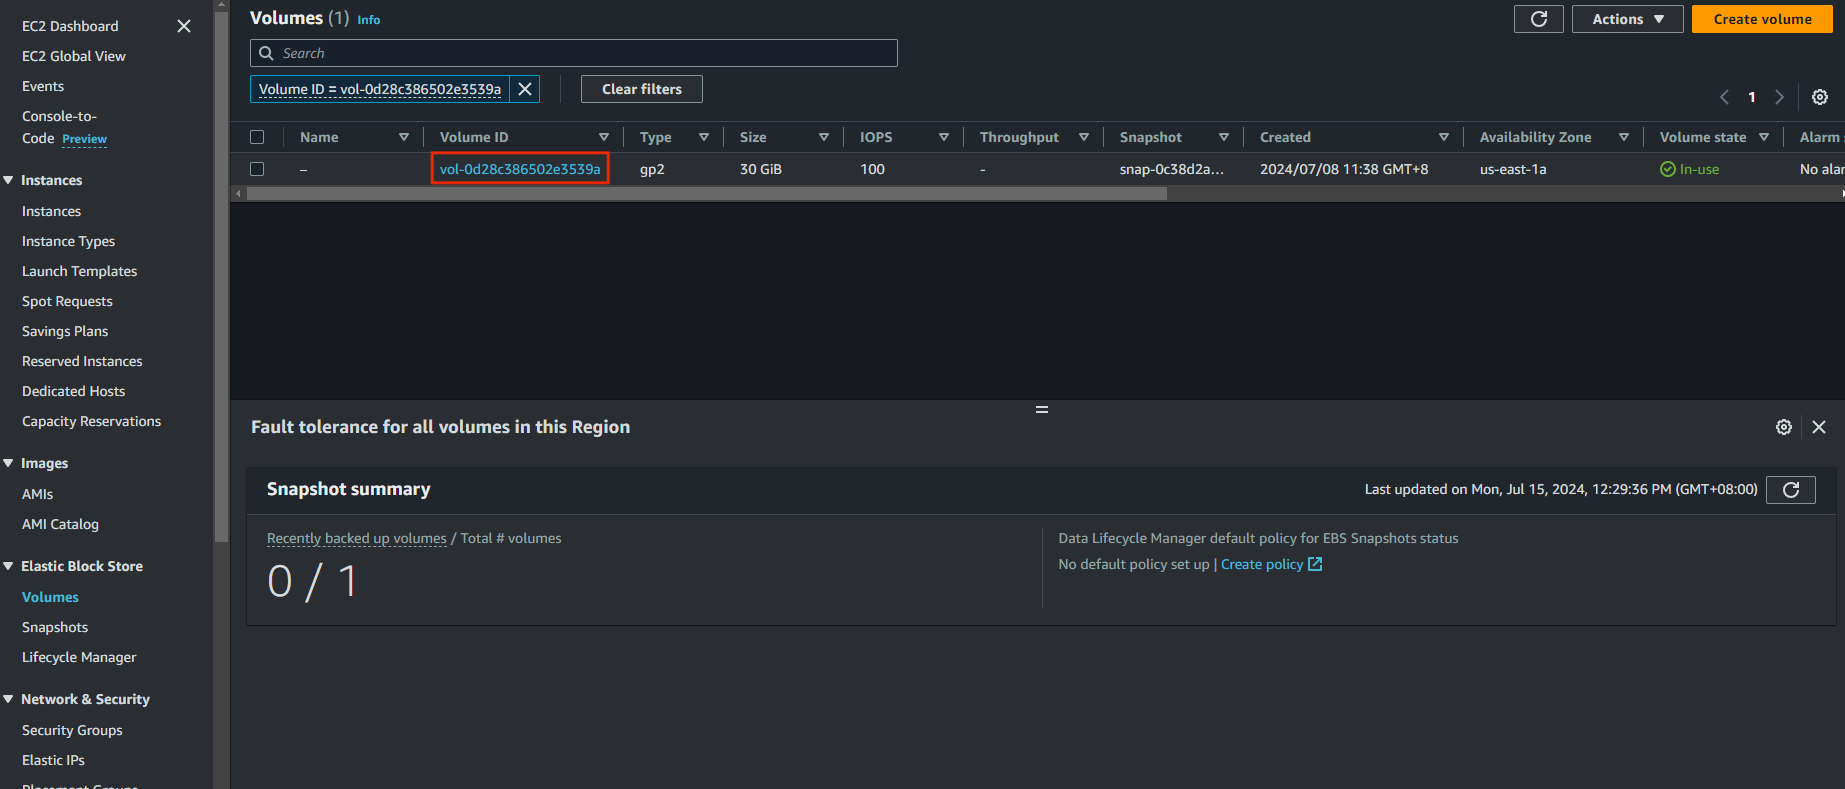 EC2 Dashboard
EC2 Global View
Events
Console-to-
Code Preview
Instances
Instances
Instance Types
Launch Templates
Spot Requests
Savings Plans
Reserved Instances
Dedicated Hosts
Capacity Reservations
Images
AMIs
AMI Catalog
Elastic Block Store
Volumes
Snapshots
Lifecycle Manager
Network & Security
Security Groups
Elastic IPs
Placement Groups
Volumes (1) Info
Actions
Create volume
Search
Volume ID = vol-0d28c386502e3539a
Clear filters
1
Name Volume ID Type Size IOPS Throughput Snapshot Created Availability Zone Volume state Alarm
– vol-0d28c386502e3539a gp2 30 GiB 100 - snap-0c38d2a... 2024/07/08 11:38 GMT+8 us-east-1a In-use No alar
Fault tolerance for all volumes in this Region
Snapshot summary
Last updated on Mon, Jul 15, 2024, 12:29:36 PM (GMT+08:00)
Recently backed up volumes / Total # volumes
0 / 1
Data Lifecycle Manager default policy for EBS Snapshots status
No default policy set up | Create policy